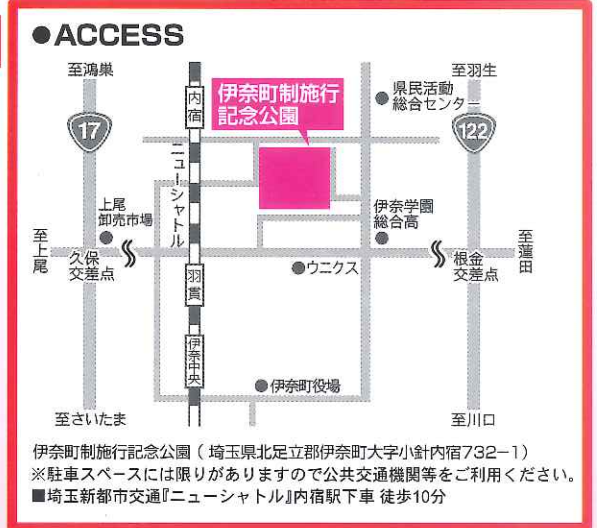 ●ACCESS
至鴻巣
至羽生
内宿
伊奈町制施行
記念公園
県民活動
総合センター
17
122
ニューシャトル
上尾
卸売市場
伊奈学園
総合高
至上尾
久保
交差点
羽貫
ウニクス
根金
交差点
至蓮田
伊奈中央
伊奈町役場
至さいたま
至川口
伊奈町制施行記念公園（埼玉県北足立郡伊奈町大字小針内宿732−1）
※駐車スペースには限りがありますので公共交通機関等をご利用ください。
■埼玉新都市交通『ニューシャトル』内宿駅下車 徒歩10分